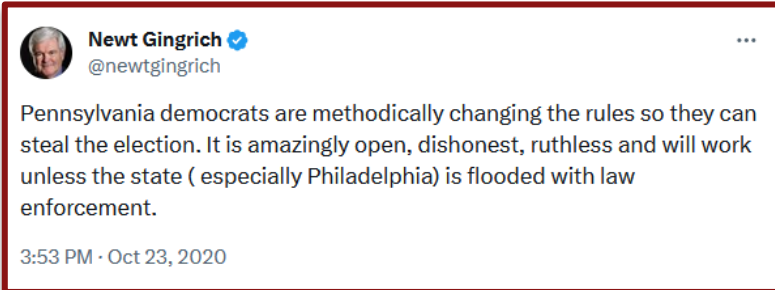 Newt Gingrich
@newtgingrich
Pennsylvania democrats are methodically changing the rules so they can
steal the election. It is amazingly open, dishonest, ruthless and will work
unless the state ( especially Philadelphia) is flooded with law
enforcement.
3:53 PM · Oct 23, 2020